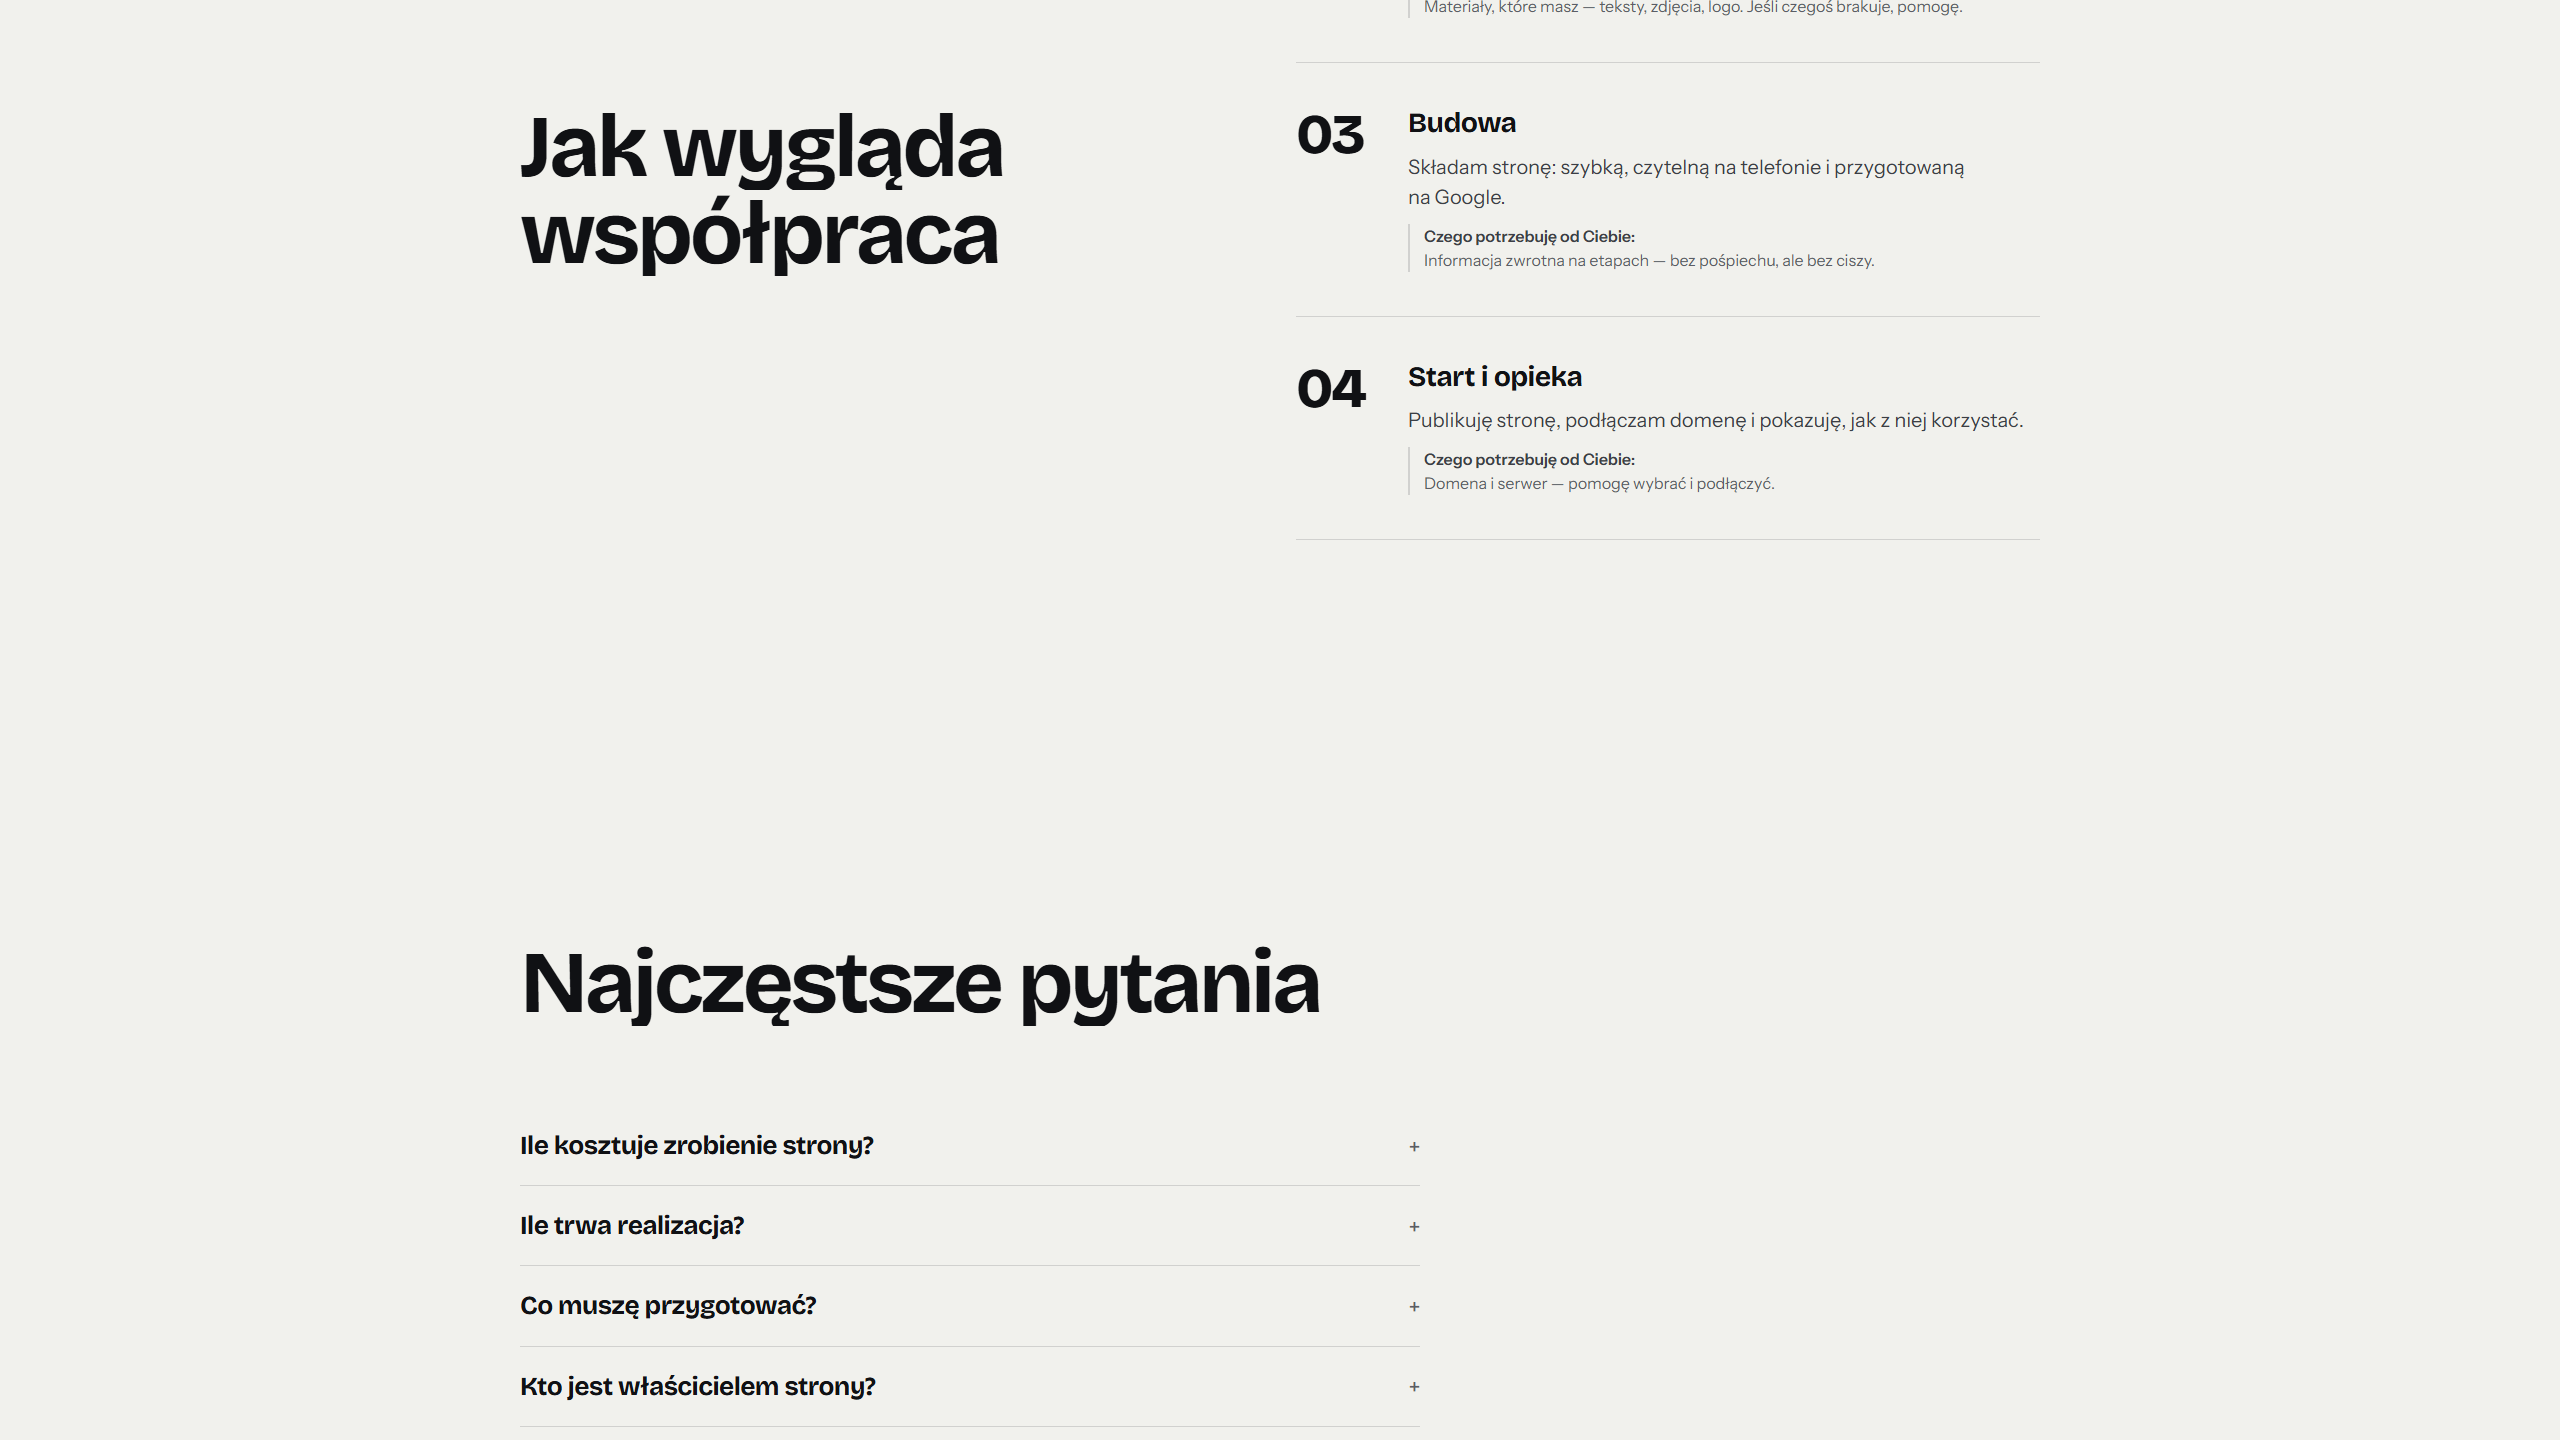 Materiały, które masz — teksty, zdjęcia, logo. Jeśli czegoś brakuje, pomogę.
Jak wygląda
współpraca
03
Budowa
Składam stronę: szybką, czytelną na telefonie i przygotowaną
na Google.
Czego potrzebuję od Ciebie:
Informacja zwrotna na etapach — bez pośpiechu, ale bez ciszy.
04
Start i opieka
Publikuję stronę, podłączam domenę i pokazuję, jak z niej korzystać.
Czego potrzebuję od Ciebie:
Domena i serwer — pomogę wybrać i podłączyć.
Najczęstsze pytania
Ile kosztuje zrobienie strony?
+
Ile trwa realizacja?
+
Co muszę przygotować?
+
Kto jest właścicielem strony?
+